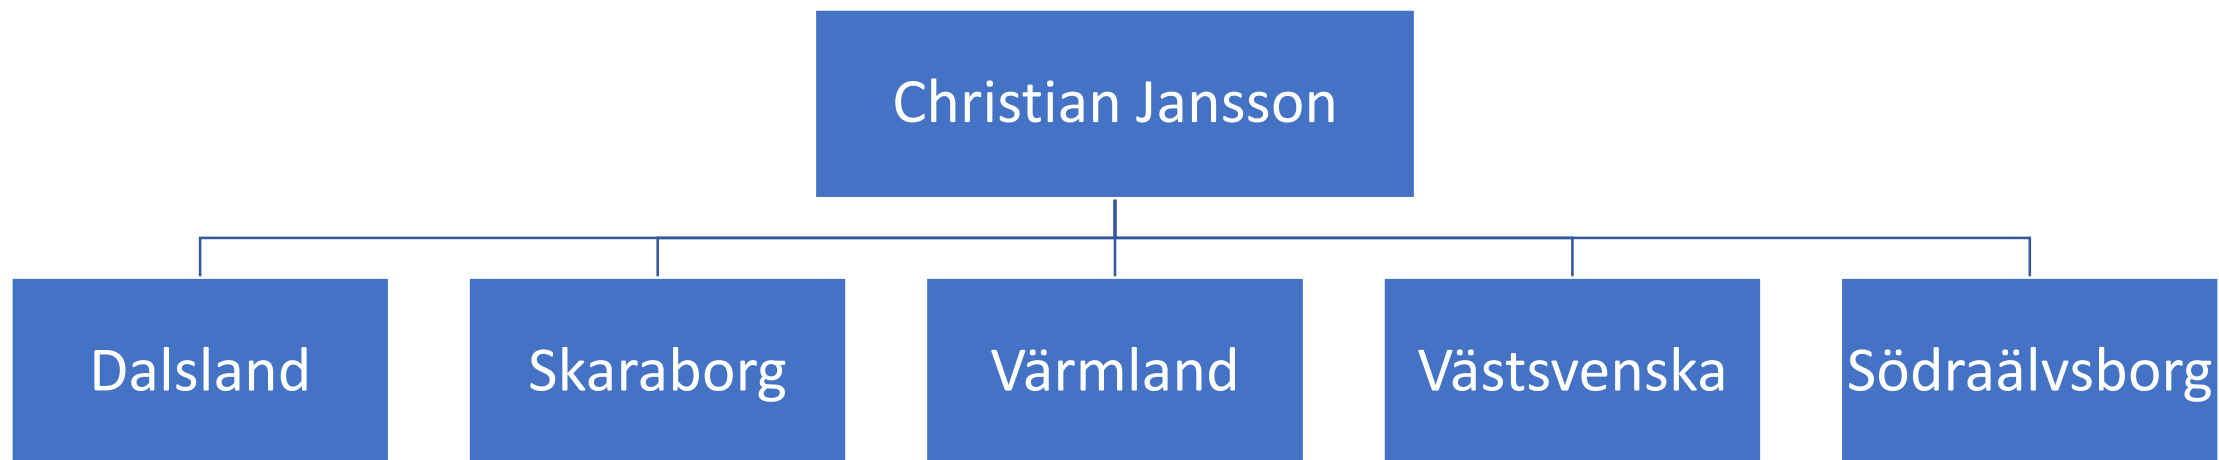 Christian Jansson
Dalsland
Skaraborg
Värmland
Västsvenska
Södraälvsborg